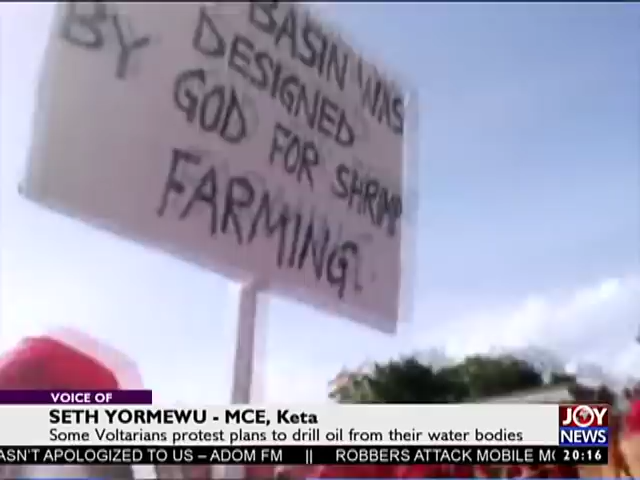 BASIN WAS
BY DESIGNED
GOD FOR SHRIMP
FARMING.
VOICE OF
SETH YORMEWU - MCE, Keta
Some Voltarians protest plans to drill oil from their water bodies
JOY
NEWS
ASN'T APOLOGIZED TO US – ADOM FM || ROBBERS ATTACK MOBILE
20:16